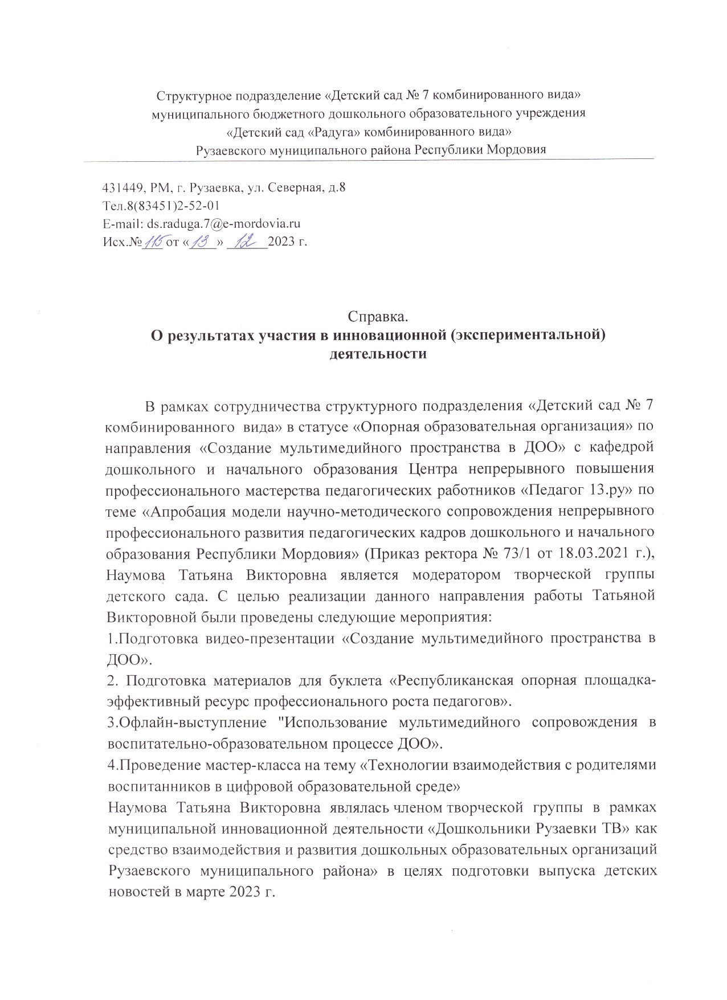 Структурное подразделение «Детский сад № 7 комбинированного вида»
муниципального бюджетного дошкольного образовательного учреждения
«Детский сад «Радуга» комбинированного вида»
Рузаевского муниципального района Республики Мордовия
431449, РМ, г. Рузаевка, ул. Северная, д.8
Тел.8(83451)2-52-01
E-mail: ds.raduga.7@e-mordovia.ru
Исх.№ 115 от « 13 » 12 2023 г.
Справка.
О результатах участия в инновационной (экспериментальной)
деятельности
В рамках сотрудничества структурного подразделения «Детский сад № 7
комбинированного вида» в статусе «Опорная образовательная организация» по
направления «Создание мультимедийного пространства в ДОО» с кафедрой
дошкольного и начального образования Центра непрерывного повышения
профессионального мастерства педагогических работников «Педагог 13.ру» по
теме «Апробация модели научно-методического сопровождения непрерывного
профессионального развития педагогических кадров дошкольного и начального
образования Республики Мордовия» (Приказ ректора № 73/1 от 18.03.2021 г.),
Наумова Татьяна Викторовна является модератором творческой группы
детского сада. С целью реализации данного направления работы Татьяной
Викторовной были проведены следующие мероприятия:
1.Подготовка видео-презентации «Создание мультимедийного пространства в
ДОО».
2. Подготовка материалов для буклета «Республиканская опорная площадка-
эффективный ресурс профессионального роста педагогов».
3.Офлайн-выступление "Использование мультимедийного сопровождения в
воспитательно-образовательном процессе ДОО».
4.Проведение мастер-класса на тему «Технологии взаимодействия с родителями
воспитанников в цифровой образовательной среде»
Наумова Татьяна Викторовна являлась членом творческой группы в рамках
муниципальной инновационной деятельности «Дошкольники Рузаевки ТВ» как
средство взаимодействия и развития дошкольных образовательных организаций
Рузаевского муниципального района» в целях подготовки выпуска детских
новостей в марте 2023 г.